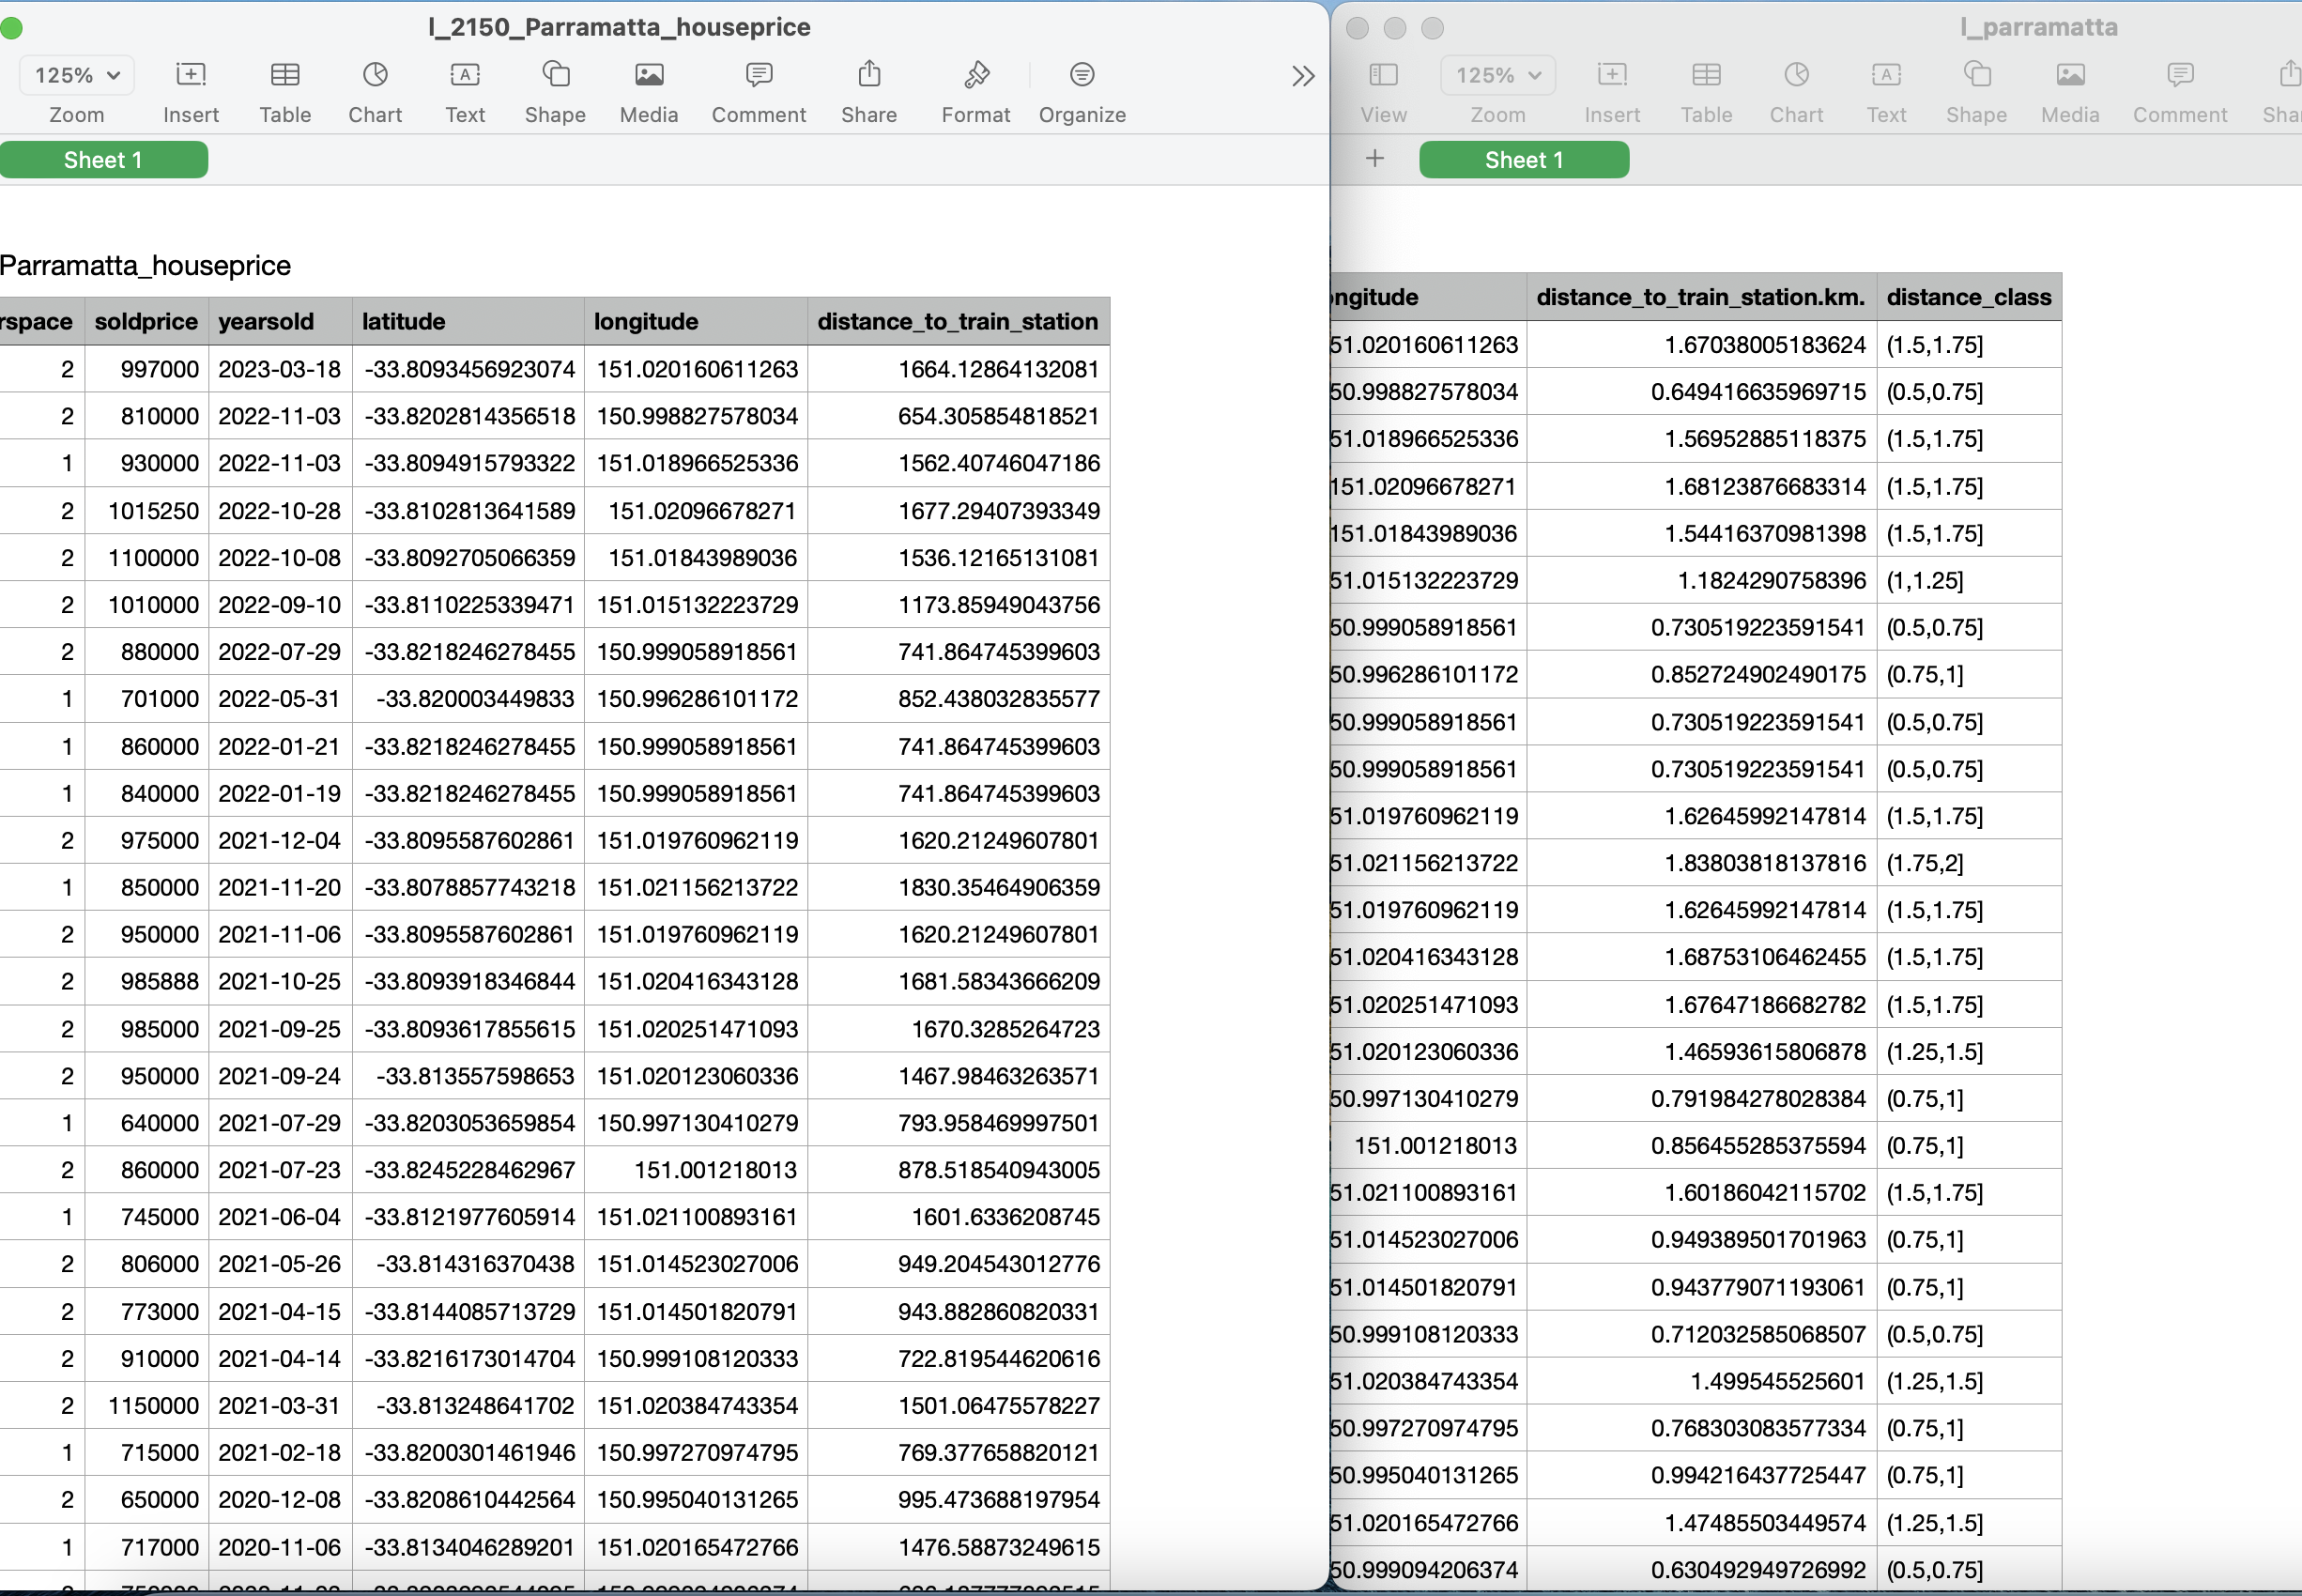 l_2150_Parramatta_houseprice
125%
Zoom Insert Table Chart Text Shape Media Comment Share Format Organize
Sheet 1
Parramatta_houseprice
rspace soldprice yearsold latitude longitude distance_to_train_station
2 997000 2023-03-18 -33.8093456923074 151.020160611263 1664.12864132081
2 810000 2022-11-03 -33.8202814356518 150.998827578034 654.305854818521
1 930000 2022-11-03 -33.8094915793322 151.018966525336 1562.40746047186
2 1015250 2022-10-28 -33.8102813641589 151.02096678271 1677.29407393349
2 1100000 2022-10-08 -33.8092705066359 151.01843989036 1536.12165131081
2 1010000 2022-09-10 -33.8110225339471 151.015132223729 1173.85949043756
2 880000 2022-07-29 -33.8218246278455 150.999058918561 741.864745399603
1 701000 2022-05-31 -33.820003449833 150.996286101172 852.438032835577
1 860000 2022-01-21 -33.8218246278455 150.999058918561 741.864745399603
1 840000 2022-01-19 -33.8218246278455 150.999058918561 741.864745399603
2 975000 2021-12-04 -33.8095587602861 151.019760962119 1620.21249607801
1 850000 2021-11-20 -33.8078857743218 151.021156213722 1830.35464906359
2 950000 2021-11-06 -33.8095587602861 151.019760962119 1620.21249607801
2 985888 2021-10-25 -33.8093918346844 151.020416343128 1681.58343666209
2 985000 2021-09-25 -33.8093617855615 151.020251471093 1670.3285264723
2 950000 2021-09-24 -33.813557598653 151.020123060336 1467.98463263571
1 640000 2021-07-29 -33.8203053659854 150.997130410279 793.958469997501
2 860000 2021-07-23 -33.8245228462967 151.001218013 878.518540943005
1 745000 2021-06-04 -33.8121977605914 151.021100893161 1601.6336208745
2 806000 2021-05-26 -33.814316370438 151.014523027006 949.204543012776
2 773000 2021-04-15 -33.8144085713729 151.014501820791 943.882860820331
2 910000 2021-04-14 -33.8216173014704 150.999108120333 722.819544620616
2 1150000 2021-03-31 -33.813248641702 151.020384743354 1501.06475578227
1 715000 2021-02-18 -33.8200301461946 150.997270974795 769.377658820121
2 650000 2020-12-08 -33.8208610442564 150.995040131265 995.473688197954
1 717000 2020-11-06 -33.8134046289201 151.020165472766 1476.58873249615
l_parramatta
125%
View Zoom Insert Table Chart Text Shape Media Comment Shar
+ Sheet 1
ngitude distance_to_train_station.km. distance_class
51.020160611263 1.67038005183624 (1.5,1.75]
50.998827578034 0.649416635969715 (0.5,0.75]
51.018966525336 1.56952885118375 (1.5,1.75]
151.02096678271 1.68123876683314 (1.5,1.75]
151.01843989036 1.54416370981398 (1.5,1.75]
51.015132223729 1.1824290758396 (1,1.25]
50.999058918561 0.730519223591541 (0.5,0.75]
50.996286101172 0.852724902490175 (0.75,1]
50.999058918561 0.730519223591541 (0.5,0.75]
50.999058918561 0.730519223591541 (0.5,0.75]
51.019760962119 1.62645992147814 (1.5,1.75]
51.021156213722 1.83803818137816 (1.75,2]
51.019760962119 1.62645992147814 (1.5,1.75]
51.020416343128 1.68753106462455 (1.5,1.75]
51.020251471093 1.67647186682782 (1.5,1.75]
51.020123060336 1.46593615806878 (1.25,1.5]
50.997130410279 0.791984278028384 (0.75,1]
151.001218013 0.856455285375594 (0.75,1]
51.021100893161 1.60186042115702 (1.5,1.75]
51.014523027006 0.949389501701963 (0.75,1]
51.014501820791 0.943779071193061 (0.75,1]
50.999108120333 0.712032585068507 (0.5,0.75]
51.020384743354 1.499545525601 (1.25,1.5]
50.997270974795 0.768303083577334 (0.75,1]
50.995040131265 0.994216437725447 (0.75,1]
51.020165472766 1.47485503449574 (1.25,1.5]
50.999094206374 0.630492949726992 (0.5,0.75]